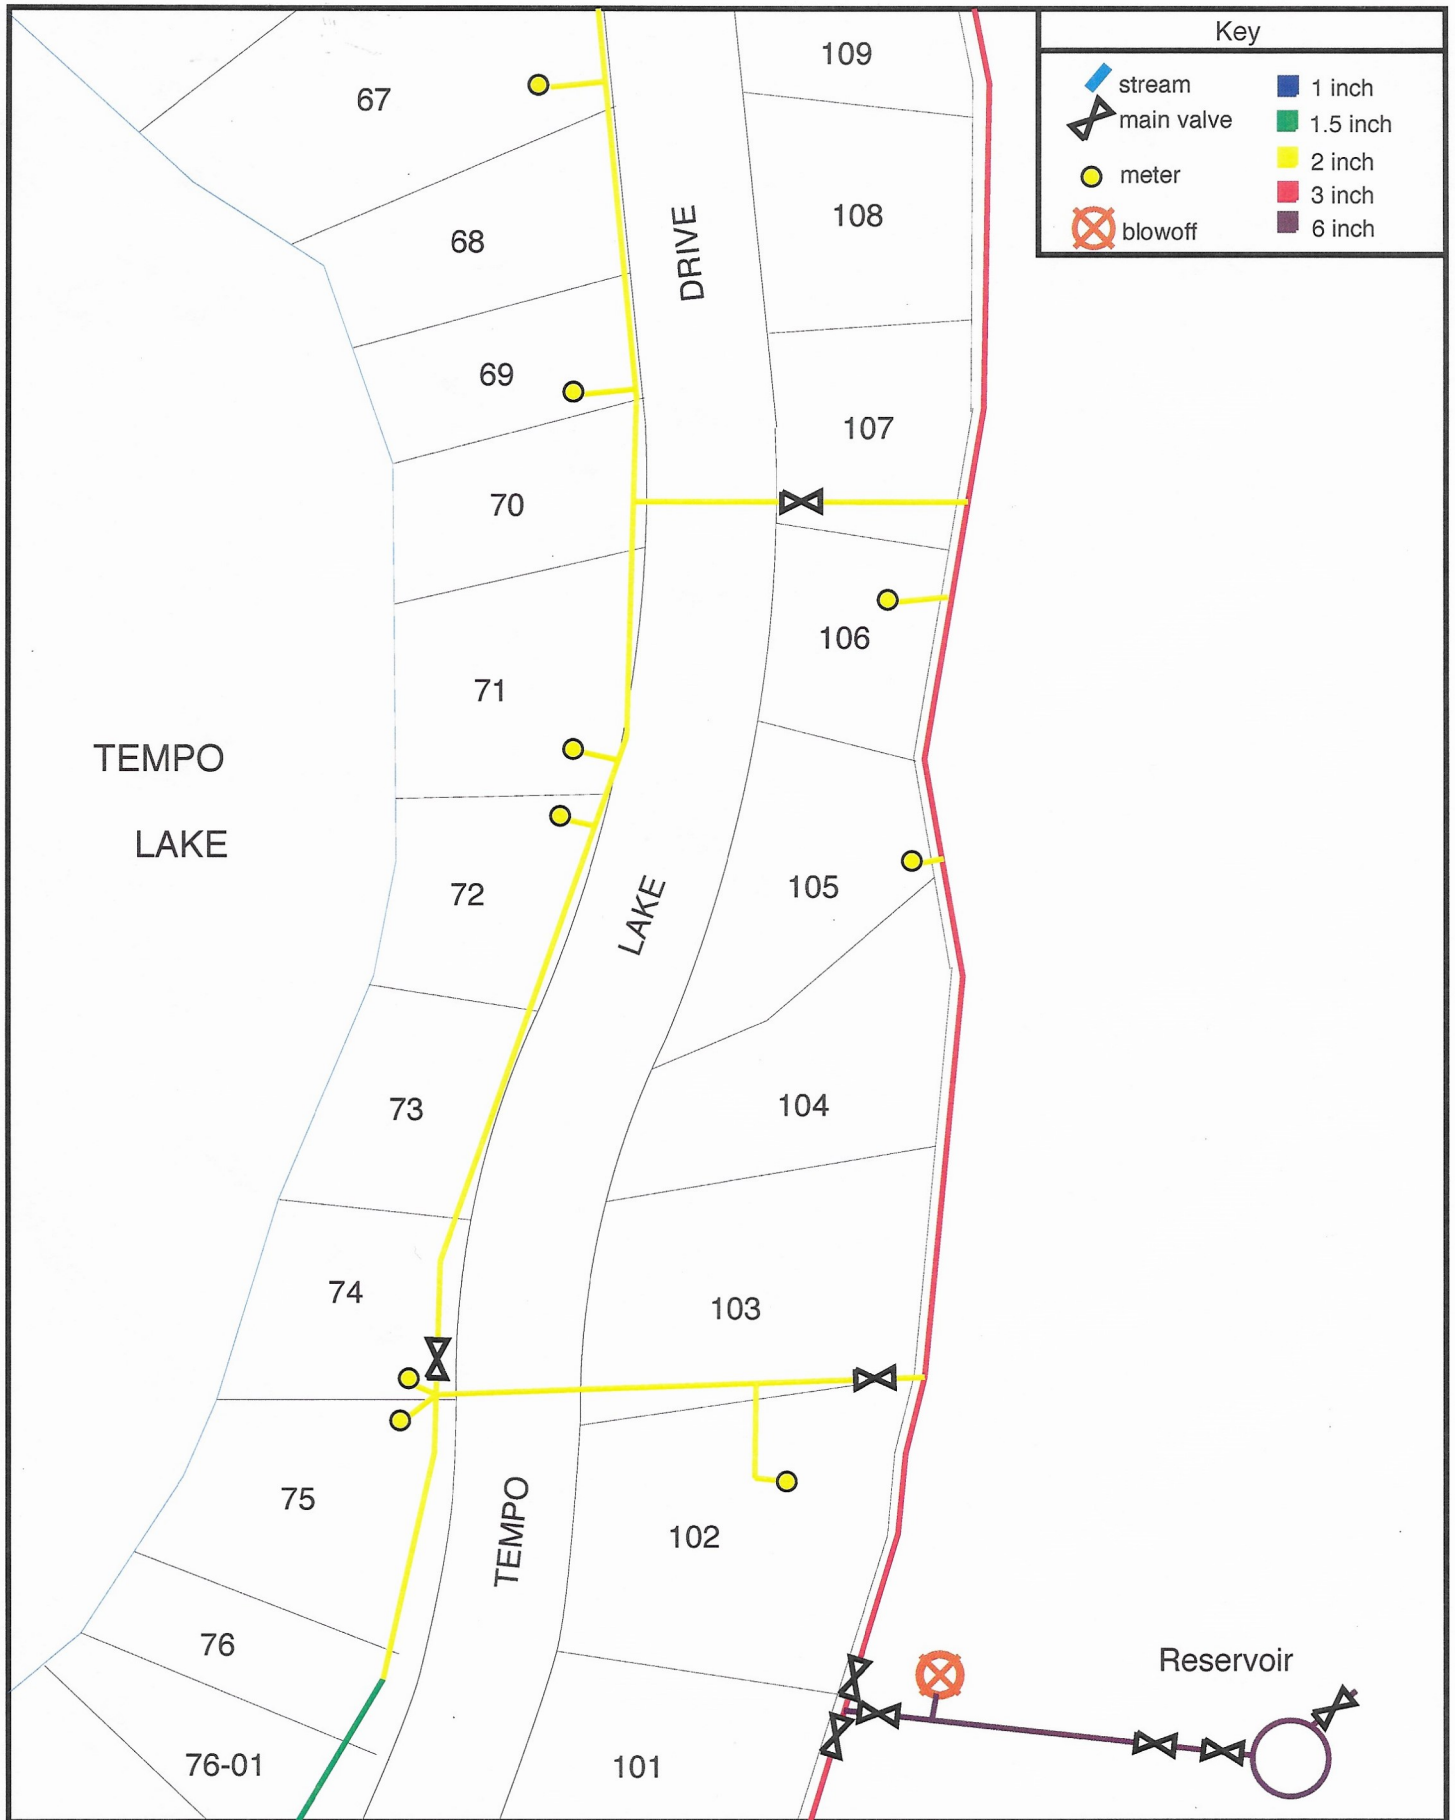 Key
stream
main valve
meter
blowoff
1 inch
1.5 inch
2 inch
3 inch
6 inch
109
67
108
68
DRIVE
69
107
70
106
71
TEMPO
LAKE
105
72
LAKE
73
104
74
103
75
TEMPO
102
76
Reservoir
76-01
101